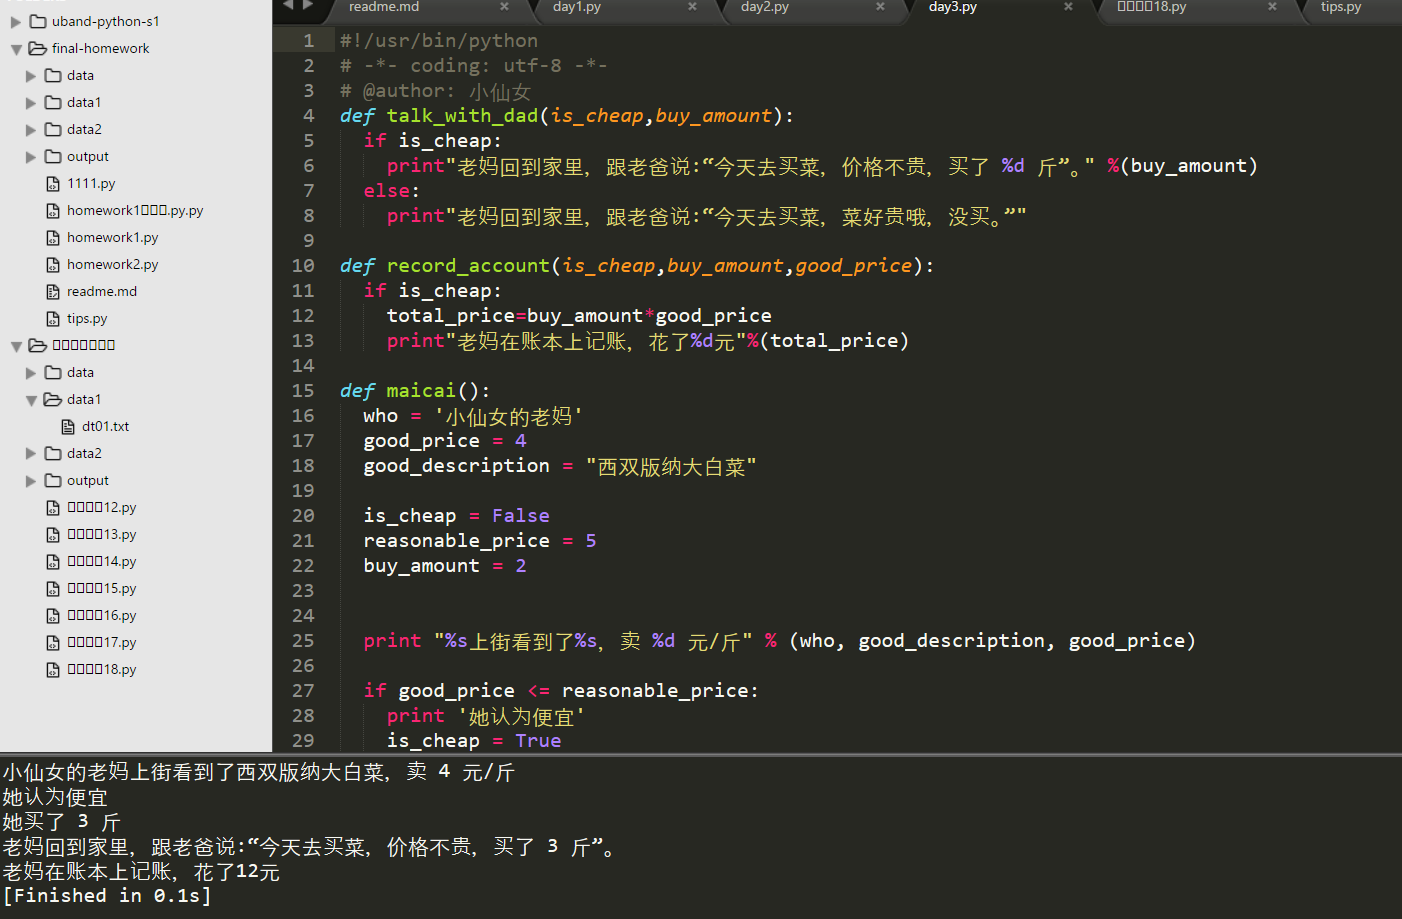 uband-python-s1
final-homework
data
data1
data2
output
1111.py
homework1□□□.py.py
homework1.py
homework2.py
readme.md
tips.py
□□□□□□□
data
data1
dt01.txt
data2
output
□□□□12.py
□□□□13.py
□□□□14.py
□□□□15.py
□□□□16.py
□□□□17.py
□□□□18.py
readme.md × day1.py × day2.py × day3.py × □□□□18.py × tips.py
1 #!/usr/bin/python
2 # -*- coding: utf-8 -*-
3 # @author: 小仙女
4 def talk_with_dad(is_cheap,buy_amount):
5 if is_cheap:
6 print"老妈回到家里，跟老爸说:“今天去买菜，价格不贵，买了 %d 斤”。" %(buy_amount)
7 else:
8 print"老妈回到家里，跟老爸说:“今天去买菜，菜好贵哦，没买。”"
9
10 def record_account(is_cheap,buy_amount,good_price):
11 if is_cheap:
12 total_price=buy_amount*good_price
13 print"老妈在账本上记账，花了%d元"%(total_price)
14
15 def maicai():
16 who = '小仙女的老妈'
17 good_price = 4
18 good_description = "西双版纳大白菜"
19
20 is_cheap = False
21 reasonable_price = 5
22 buy_amount = 2
23
24
25 print "%s上街看到了%s，卖 %d 元/斤" % (who, good_description, good_price)
26
27 if good_price <= reasonable_price:
28 print '她认为便宜'
29 is_cheap = True
小仙女的老妈上街看到了西双版纳大白菜，卖 4 元/斤
她认为便宜
她买了 3 斤
老妈回到家里，跟老爸说:“今天去买菜，价格不贵，买了 3 斤”。
老妈在账本上记账，花了12元
[Finished in 0.1s]